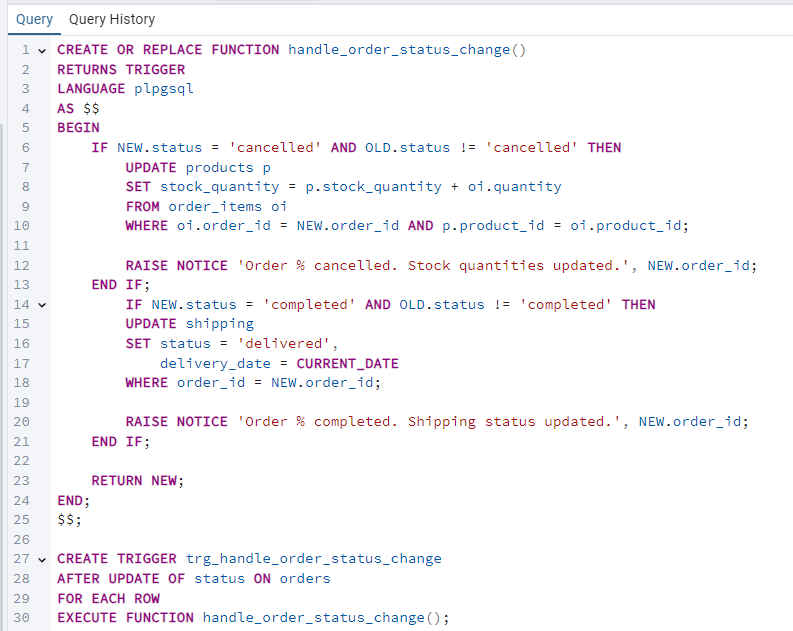 Query Query History
1 CREATE OR REPLACE FUNCTION handle_order_status_change()
2 RETURNS TRIGGER
3 LANGUAGE plpgsql
4 AS $$
5 BEGIN
6 IF NEW.status = 'cancelled' AND OLD.status != 'cancelled' THEN
7 UPDATE products p
8 SET stock_quantity = p.stock_quantity + oi.quantity
9 FROM order_items oi
10 WHERE oi.order_id = NEW.order_id AND p.product_id = oi.product_id;
11
12 RAISE NOTICE 'Order % cancelled. Stock quantities updated.', NEW.order_id;
13 END IF;
14 IF NEW.status = 'completed' AND OLD.status != 'completed' THEN
15 UPDATE shipping
16 SET status = 'delivered',
17 delivery_date = CURRENT_DATE
18 WHERE order_id = NEW.order_id;
19
20 RAISE NOTICE 'Order % completed. Shipping status updated.', NEW.order_id;
21 END IF;
22
23 RETURN NEW;
24 END;
25 $$;
26
27 CREATE TRIGGER trg_handle_order_status_change
28 AFTER UPDATE OF status ON orders
29 FOR EACH ROW
30 EXECUTE FUNCTION handle_order_status_change();